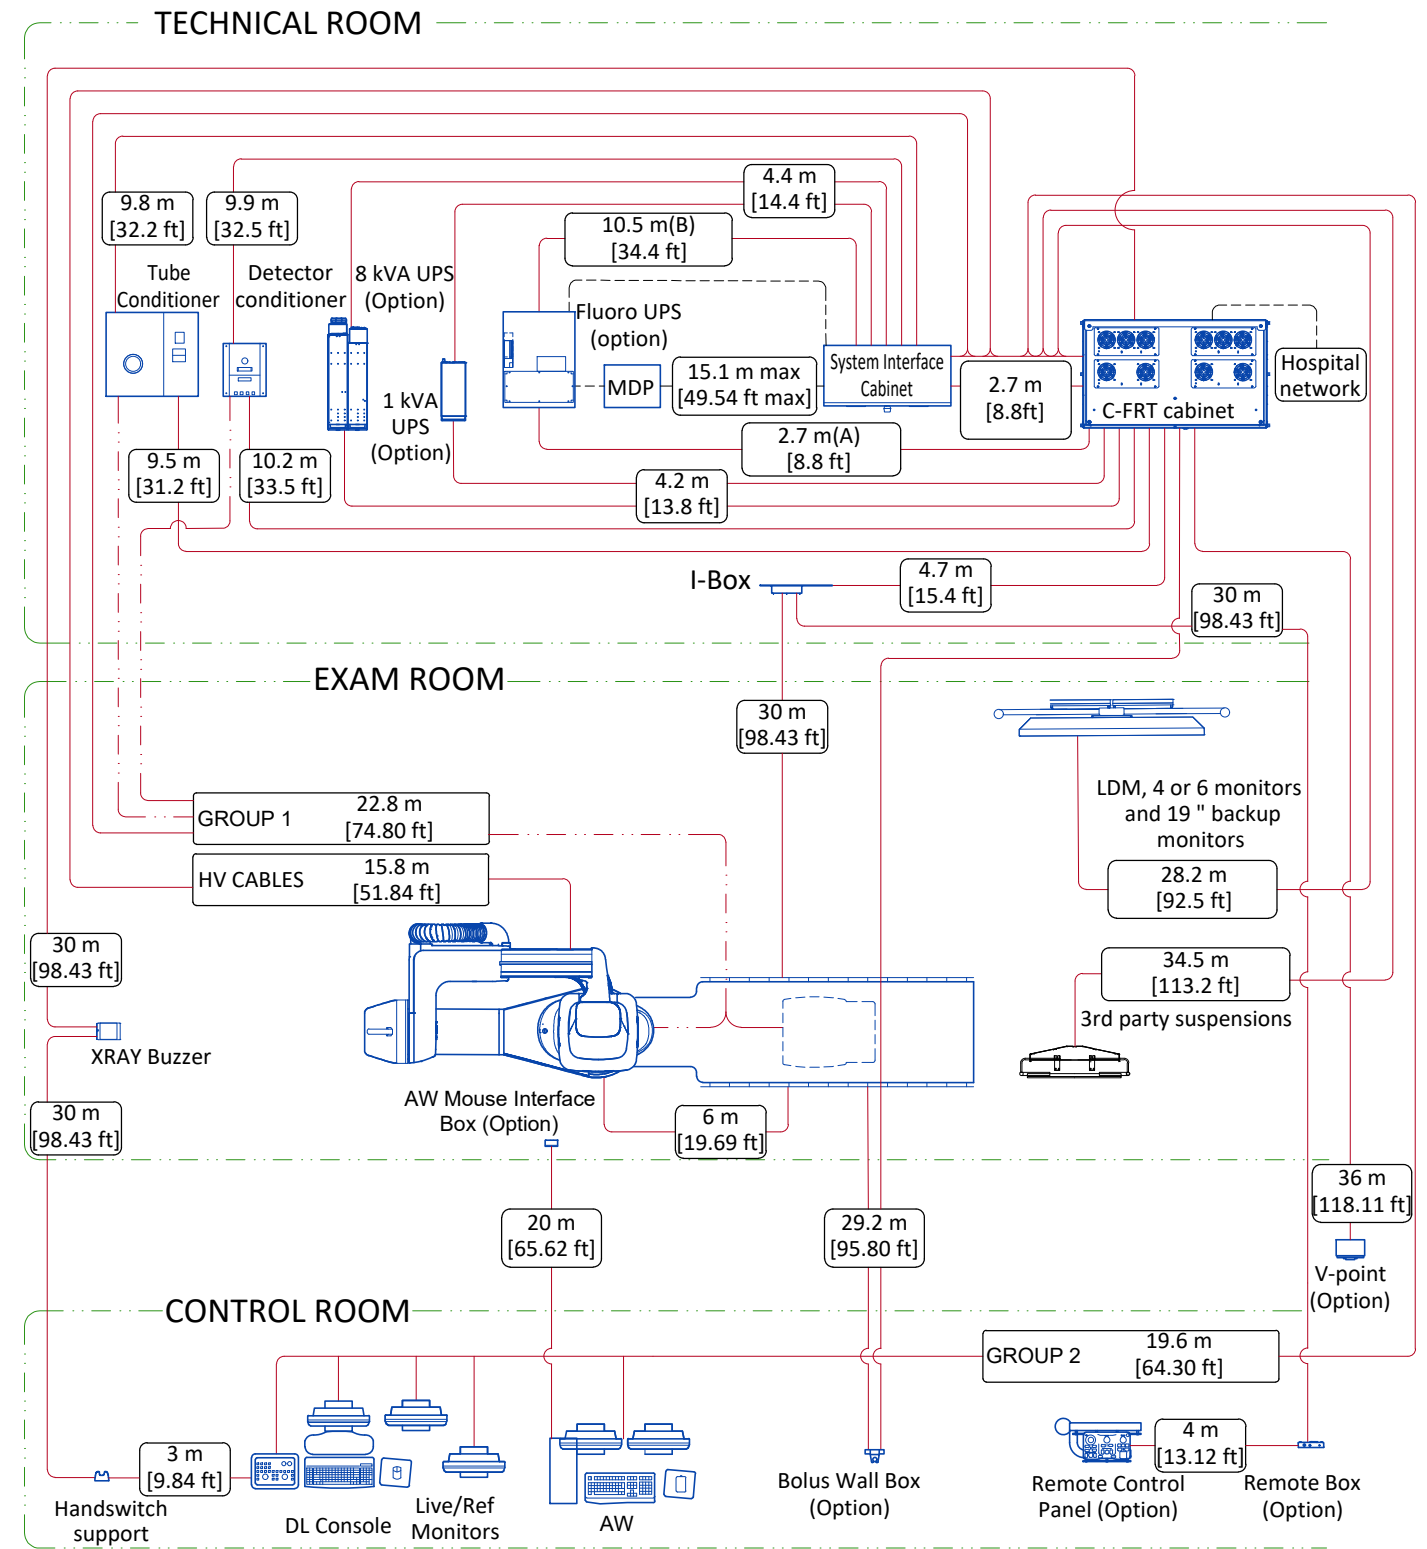 TECHNICAL ROOM
9.8 m
[32.2 ft]
9.9 m
[32.5 ft]
4.4 m
[14.4 ft]
10.5 m(B)
[34.4 ft]
Tube
Conditioner
Detector
conditioner
8 kVA UPS
(Option)
Fluoro UPS
(option)
MDP
15.1 m max
[49.54 ft max]
System Interface
Cabinet
2.7 m
[8.8ft]
C-FRT cabinet
Hospital
network
1 kVA
UPS
(Option)
2.7 m(A)
[8.8 ft]
9.5 m
[31.2 ft]
10.2 m
[33.5 ft]
4.2 m
[13.8 ft]
I-Box
4.7 m
[15.4 ft]
30 m
[98.43 ft]
EXAM ROOM
30 m
[98.43 ft]
LDM, 4 or 6 monitors
and 19 " backup
monitors
GROUP 1
22.8 m
[74.80 ft]
HV CABLES
15.8 m
[51.84 ft]
28.2 m
[92.5 ft]
30 m
[98.43 ft]
34.5 m
[113.2 ft]
3rd party suspensions
XRAY Buzzer
AW Mouse Interface
Box (Option)
30 m
[98.43 ft]
6 m
[19.69 ft]
36 m
[118.11 ft]
20 m
[65.62 ft]
29.2 m
[95.80 ft]
V-point
(Option)
CONTROL ROOM
GROUP 2
19.6 m
[64.30 ft]
3 m
[9.84 ft]
4 m
[13.12 ft]
Handswitch
support
DL Console
Live/Ref
Monitors
AW
Bolus Wall Box
(Option)
Remote Control
Panel (Option)
Remote Box
(Option)